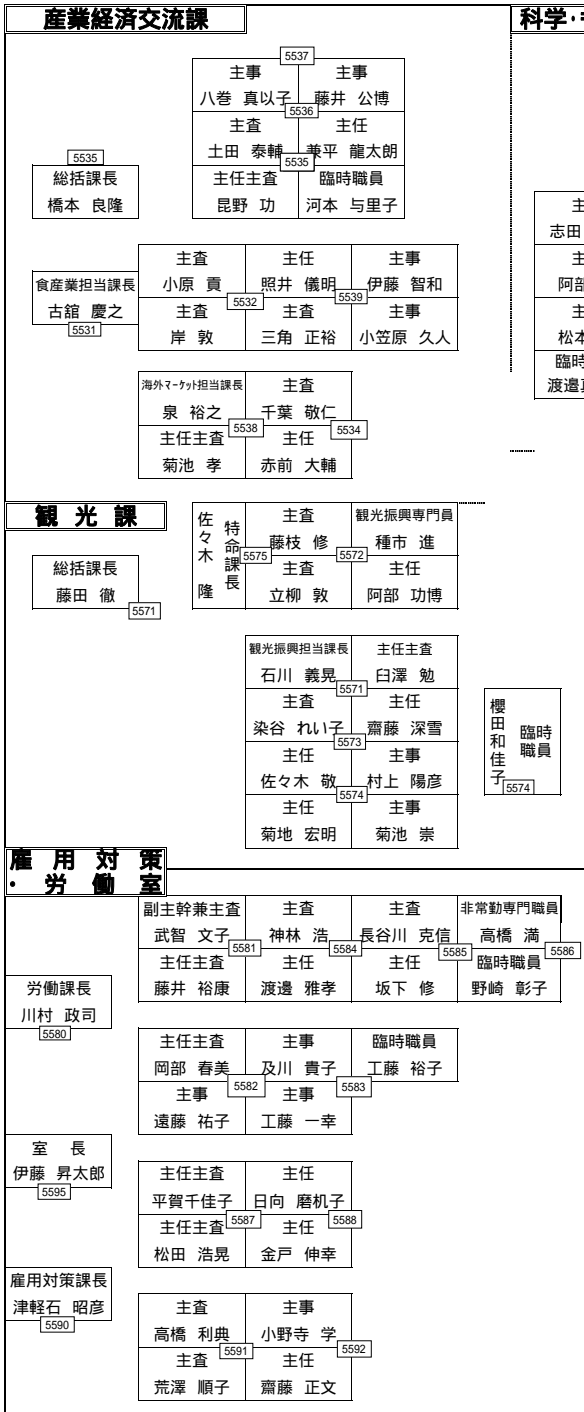 産業経済交流課
科学・
5537
主事 主事
八巻 真以子 藤井 公博
5536
主査 主任
土田 泰輔 兼平 龍太朗
5535
主任主査 臨時職員
昆野 功 河本 与里子
5535
総括課長
橋本 良隆
主
志田
主
阿部
主
松本
臨時
渡邉
食産業担当課長
古舘 慶之
5531
主査 主任 主事
小原 貢 照井 儀明 伊藤 智和
5532 5539
主査 主査 主事
岸 敦 三角 正裕 小笠原 久人
海外マーケット担当課長 主査
泉 裕之 千葉 敬仁
5538 5534
主任主査 主任
菊池 孝 赤前 大輔
観光課
総括課長
藤田 徹
5571
特命課長
佐々木 隆
5575
主査 観光振興専門員
藤枝 修 種市 進
5572
主査 主任
立柳 敦 阿部 功博
観光振興担当課長 主任主査
石川 義晃 臼澤 勉
5571
主査 主任
染谷 れい子 齋藤 深雪
5573
主任 主事
佐々木 敬 村上 陽彦
5574
主任 主事
菊地 宏明 菊池 崇
臨時職員
櫻田和佳子
5574
雇用対策
・労働室
副主幹兼主査 主査 主査 非常勤専門職員
武智 文子 神林 浩 長谷川 克信 高橋 満
5581 5584 5585 5586
主任主査 主任 主任 臨時職員
藤井 裕康 渡邊 雅孝 坂下 修 野崎 彰子
労働課長
川村 政司
5580
主任主査 主事 臨時職員
岡部 春美 及川 貴子 工藤 裕子
5582 5583
主事 主事
遠藤 祐子 工藤 一幸
室 長
伊藤 昇太郎
5595
主任主査 主任
平賀千佳子 日向 磨机子
5587 5588
主任主査 主任
松田 浩晃 金戸 伸幸
雇用対策課長
津軽石 昭彦
5590
主査 主事
高橋 利典 小野寺 学
5591 5592
主査 主任
荒澤 順子 齋藤 正文